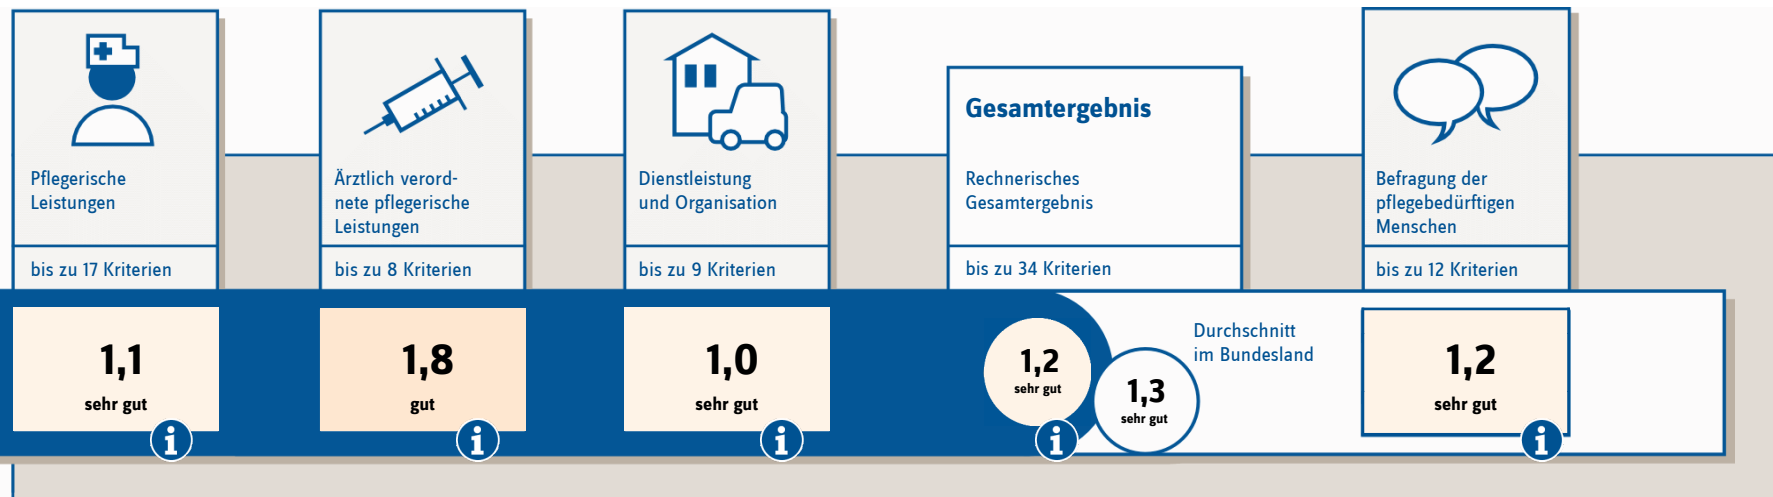 Pflegerische
Leistungen
bis zu 17 Kriterien
1,1
sehr gut
i
Ärztlich verord-
nete pflegerische
Leistungen
bis zu 8 Kriterien
1,8
gut
i
Dienstleistung
und Organisation
bis zu 9 Kriterien
1,0
sehr gut
i
Gesamtergebnis
Rechnerisches
Gesamtergebnis
bis zu 34 Kriterien
1,2
sehr gut
i
1,3
sehr gut
Durchschnitt
im Bundesland
Befragung der
pflegebedürftigen
Menschen
bis zu 12 Kriterien
1,2
sehr gut
i